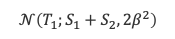 𝒩(T₁; S₁ + S₂, 2β²)